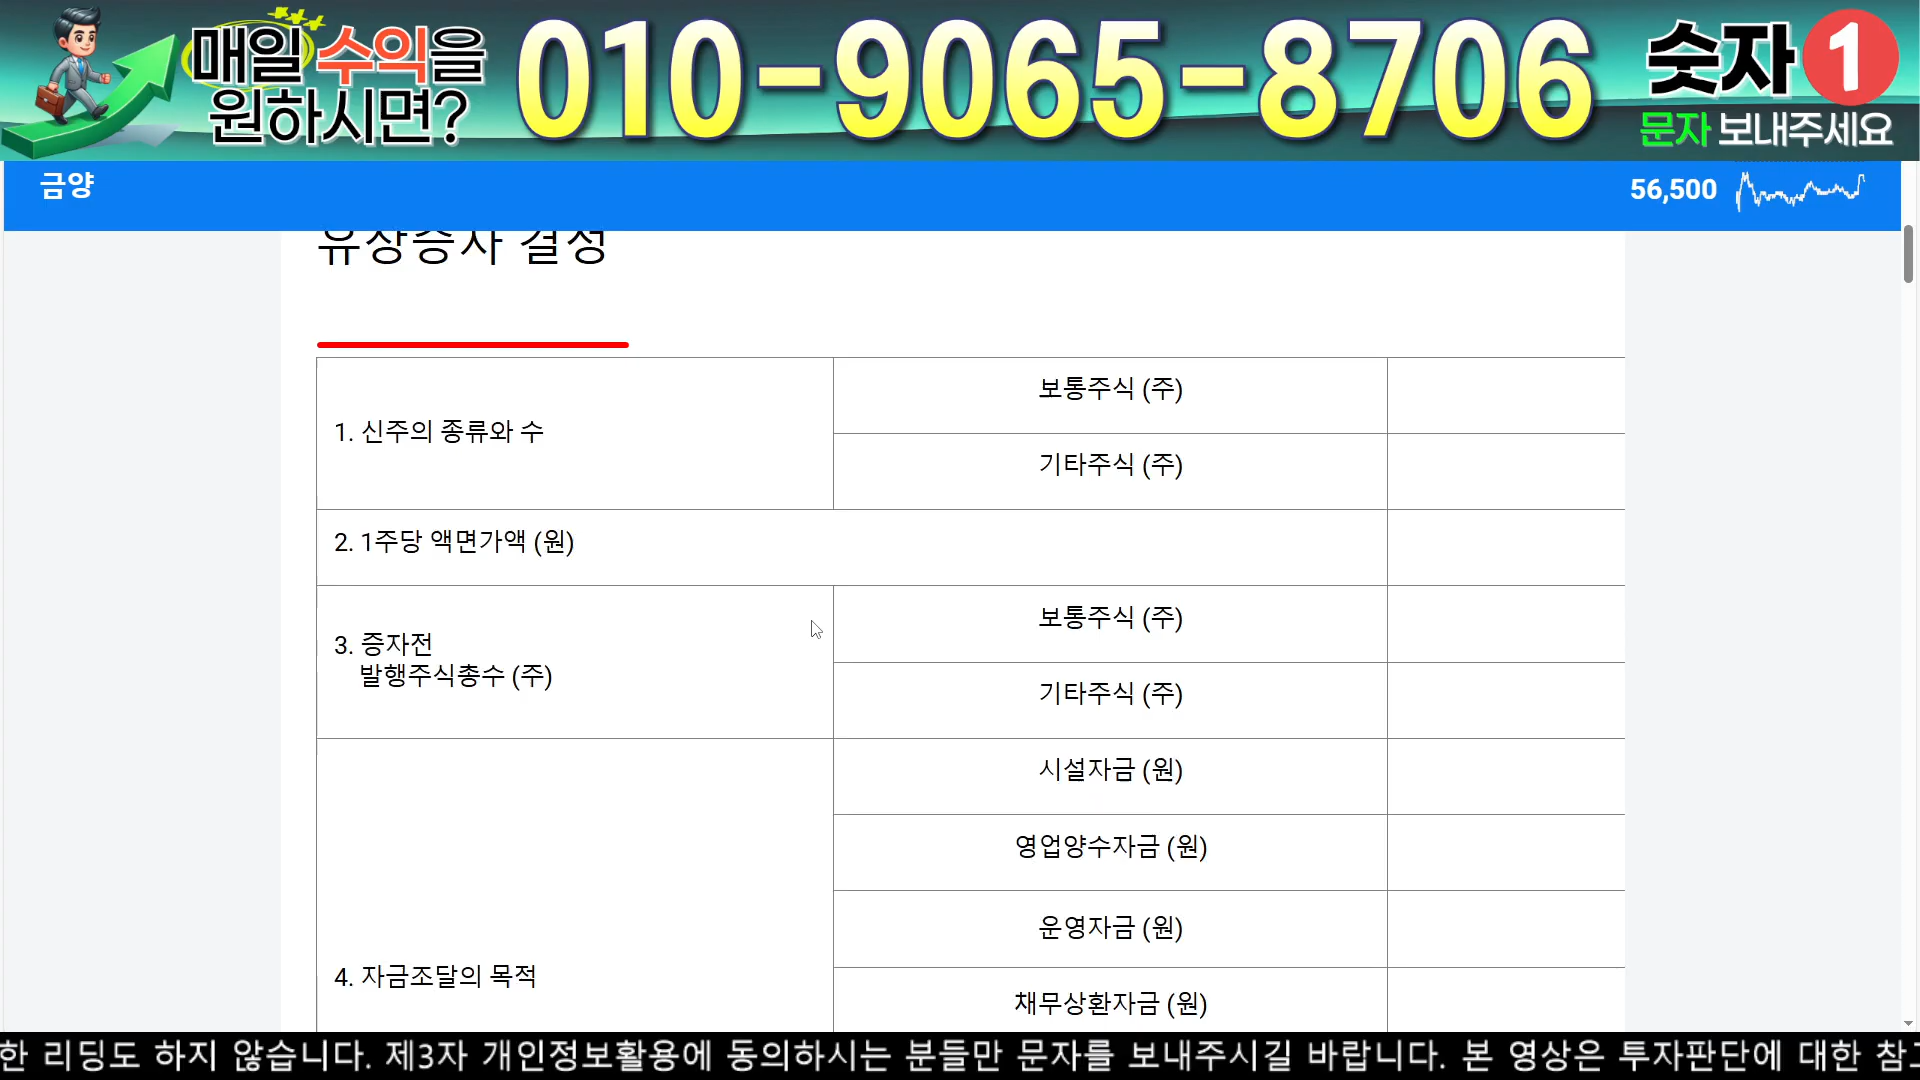 매일 수익을
원하시면?
010-9065-8706
숫자 1
문자 보내주세요
금양
56,500
유상증자 결정
1. 신주의 종류와 수
보통주식 (주)
기타주식 (주)
2. 1주당 액면가액 (원)
3. 증자전
발행주식총수 (주)
보통주식 (주)
기타주식 (주)
4. 자금조달의 목적
시설자금 (원)
영업양수자금 (원)
운영자금 (원)
채무상환자금 (원)
한 리딩도 하지 않습니다. 제3자 개인정보활용에 동의하시는 분들만 문자를 보내주시길 바랍니다. 본 영상은 투자판단에 대한 참고